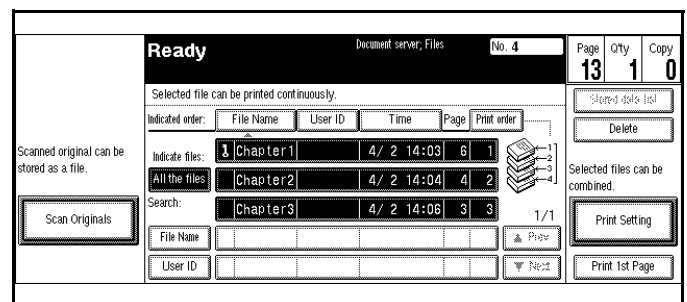 Ready
Document server; Files
No. 4
Page Q'ty Copy
13 1 0
Selected file can be printed continuously.
Indicated order: File Name User ID Time Page Print order
Indicate files: Chapter1 4/ 2 14:03 6 1
All the files Chapter2 4/ 2 14:04 4 2
Search: Chapter3 4/ 2 14:06 3 3
1
2
3
4
1/1
File Name
▲ Prev
User ID
▼ Next
Scanned original can be
stored as a file.
Scan Originals
Delete
Selected files can be
combined.
Print Setting
Print 1st Page